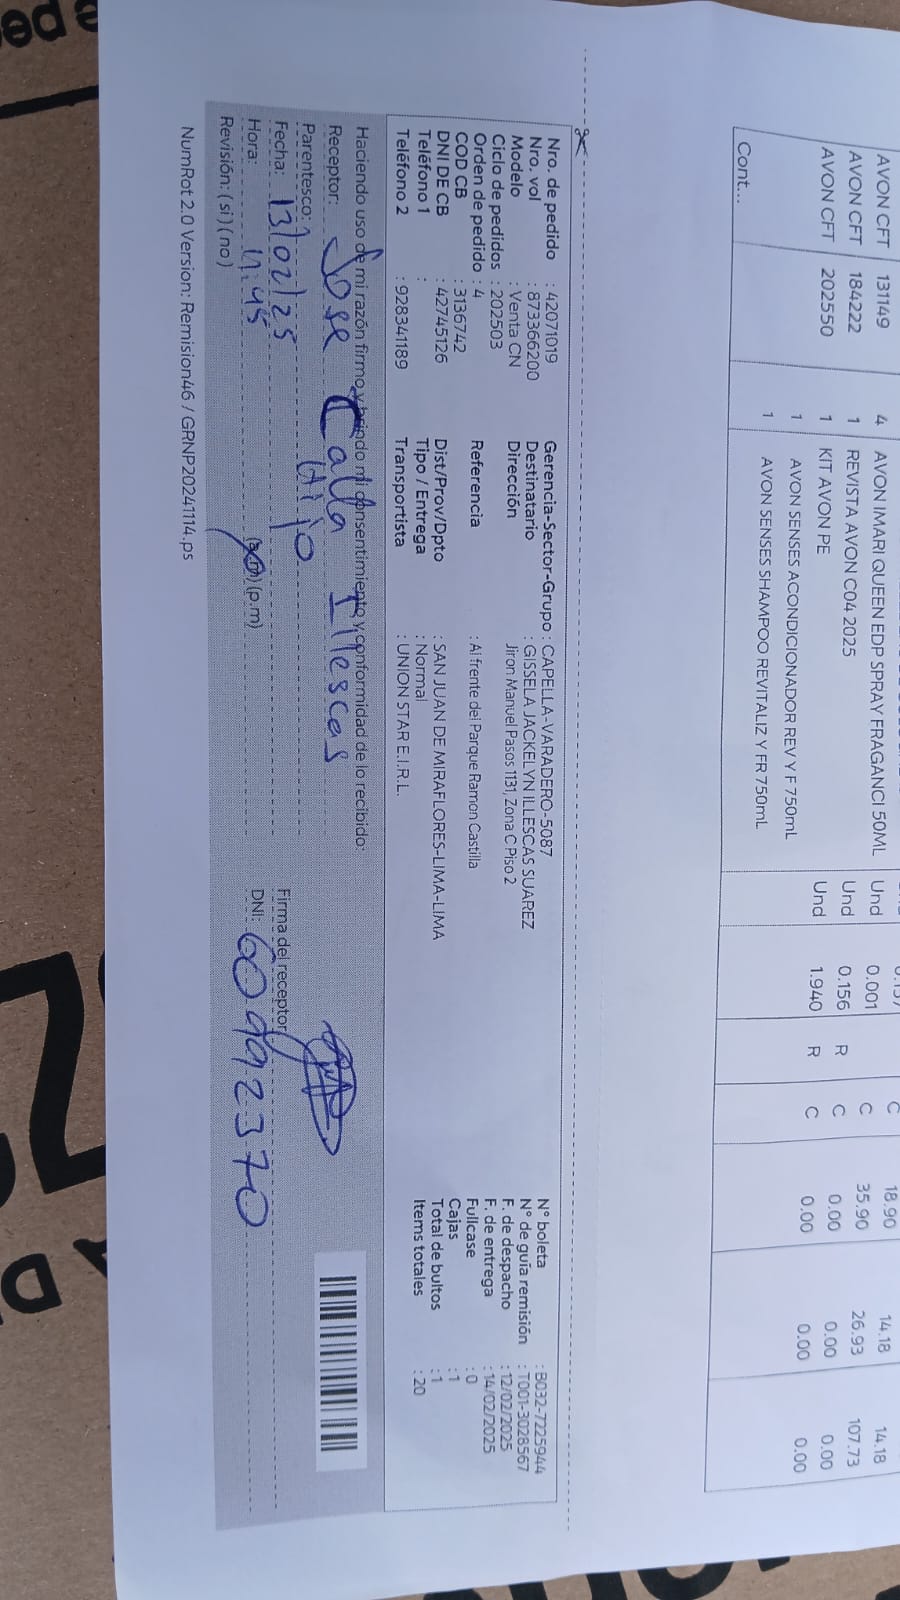 AVON CFT 131149 4 AVON IMARI QUEEN EDP SPRAY FRAGANCI 50ML Und 0.001 C 18.90 14.18 14.18
AVON CFT 184222 1 REVISTA AVON C04 2025 Und 0.156 R C 35.90 26.93 107.73
AVON CFT 202550 1 KIT AVON PE Und 1.940 R C 0.00 0.00 0.00
1 AVON SENSES ACONDICIONADOR REV Y F 750mL 0.00 0.00 0.00
1 AVON SENSES SHAMPOO REVITALIZ Y FR 750mL
Cont...
Nro. de pedido : 42071019
Nro. vol : 873366200
Modelo : Venta CN
Ciclo de pedidos : 202503
Orden de pedido : 4
COD CB : 3136742
DNI DE CB : 42745126
Teléfono 1 :
Teléfono 2 : 928341189
Gerencia-Sector-Grupo : CAPELLA-VARADERO-5087
Destinatario : GISSELA JACKELYN ILLESCAS SUAREZ
Dirección Jiron Manuel Pasos 1131, Zona C Piso 2
Referencia : Al frente del Parque Ramon Castilla
Dist/Prov/Dpto : SAN JUAN DE MIRAFLORES-LIMA-LIMA
Tipo / Entrega : Normal
Transportista : UNION STAR E.I.R.L.
N° boleta : B032-7225944
N° de guía remisión : T001-3028567
F. de despacho : 12/02/2025
F. de entrega : 14/02/2025
Fullcase : 0
Cajas : 1
Total de bultos : 1
Items totales : 20
Haciendo uso de mi razón firmo y brindo mi consentimiento y conformidad de lo recibido:
Receptor: Jose Calla Illescas
Parentesco: Hijo
Fecha: 13/02/25 Firma del receptor
Hora: 11:45 (a.m) (p.m) DNI:
Revisión: (si) (no)
NumRot 2.0 Version: Remision46 / GRNP20241114.ps